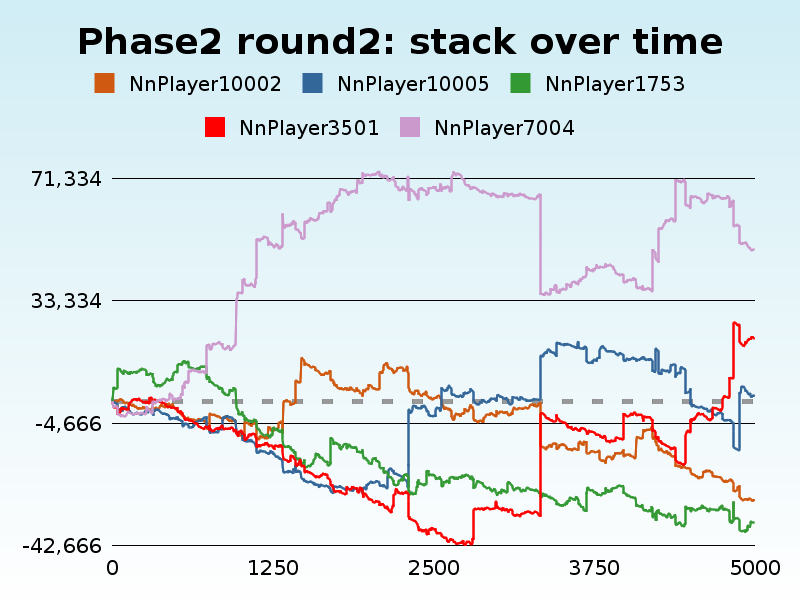 Phase2 round2: stack over time
NnPlayer10002 NnPlayer10005 NnPlayer1753
NnPlayer3501 NnPlayer7004
71,334
33,334
-4,666
-42,666
0 1250 2500 3750 5000